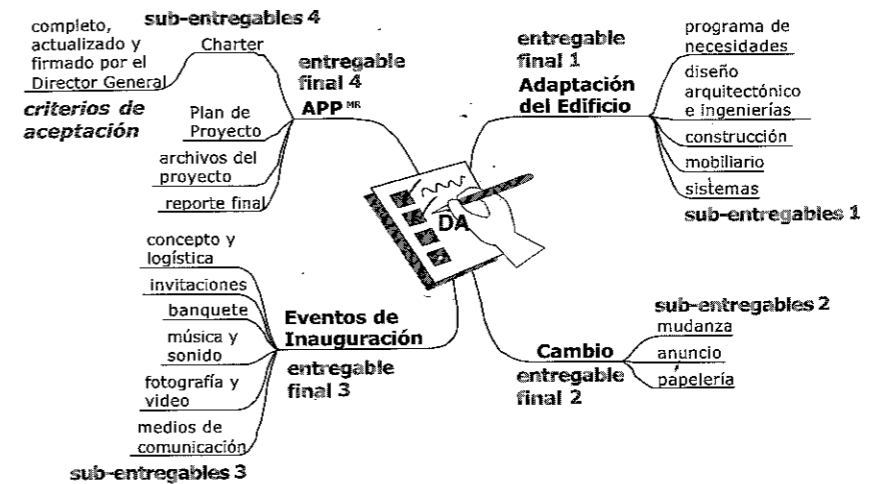 sub-entregables 4
completo,
actualizado y
firmado por el
Director General
criterios de
aceptación
Charter
entregable
final 4
APP MR
Plan de
Proyecto
archivos del
proyecto
reporte final
entregable
final 1
Adaptación
del Edificio
programa de
necesidades
diseño
arquitectónico
e ingenierías
construcción
mobiliario
sistemas
sub-entregables 1
DA
concepto y
logística
invitaciones
banquete
música y
sonido
fotografía y
video
medios de
comunicación
sub-entregables 3
Eventos de
Inauguración
entregable
final 3
Cambio
entregable
final 2
sub-entregables 2
mudanza
anuncio
papelería